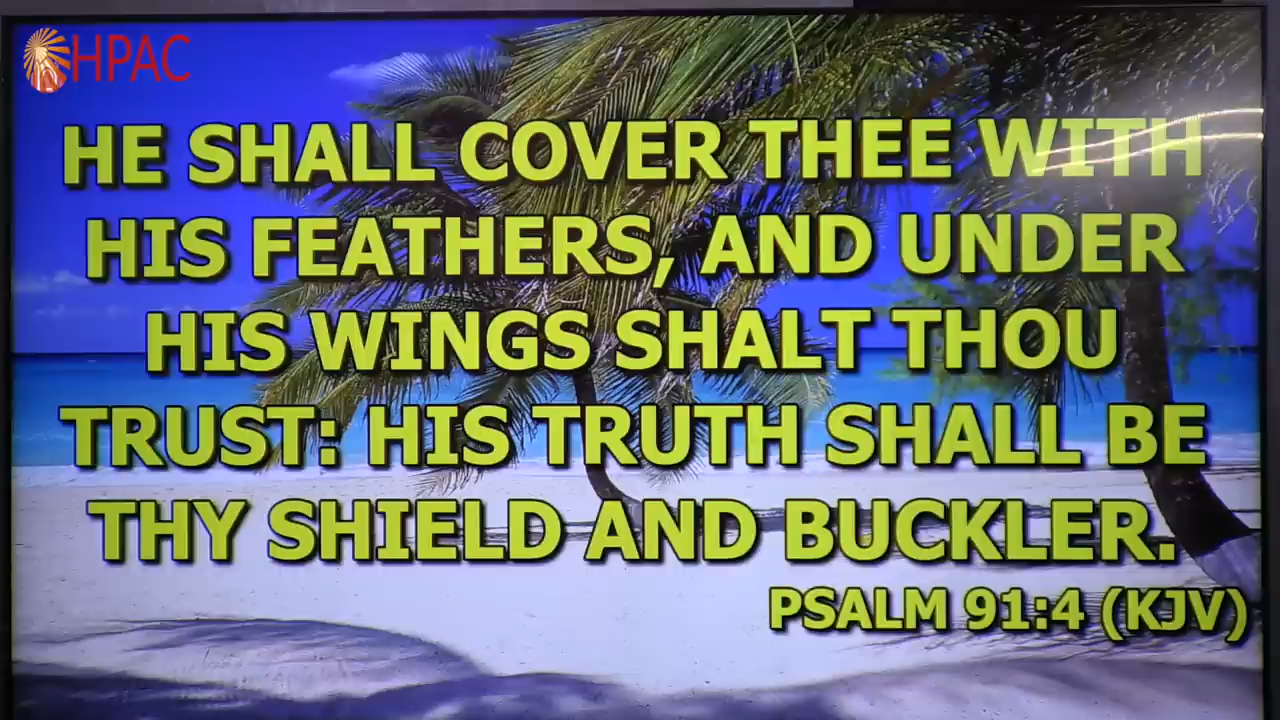 HPAC
HE SHALL COVER THEE WITH
HIS FEATHERS, AND UNDER
HIS WINGS SHALT THOU
TRUST: HIS TRUTH SHALL BE
THY SHIELD AND BUCKLER.
PSALM 91:4 (KJV)